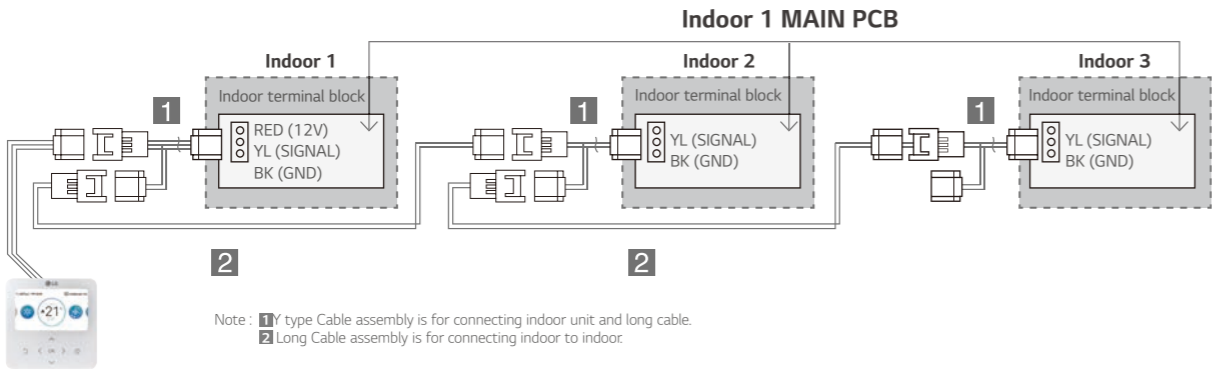 Indoor 1 MAIN PCB
Indoor 1
Indoor 2
Indoor 3
1
Indoor terminal block
RED (12V)
YL (SIGNAL)
BK (GND)
1
Indoor terminal block
YL (SIGNAL)
BK (GND)
1
Indoor terminal block
YL (SIGNAL)
BK (GND)
2
2
LG
21
OK
Note : 1 Y type Cable assembly is for connecting indoor unit and long cable.
2 Long Cable assembly is for connecting indoor to indoor.